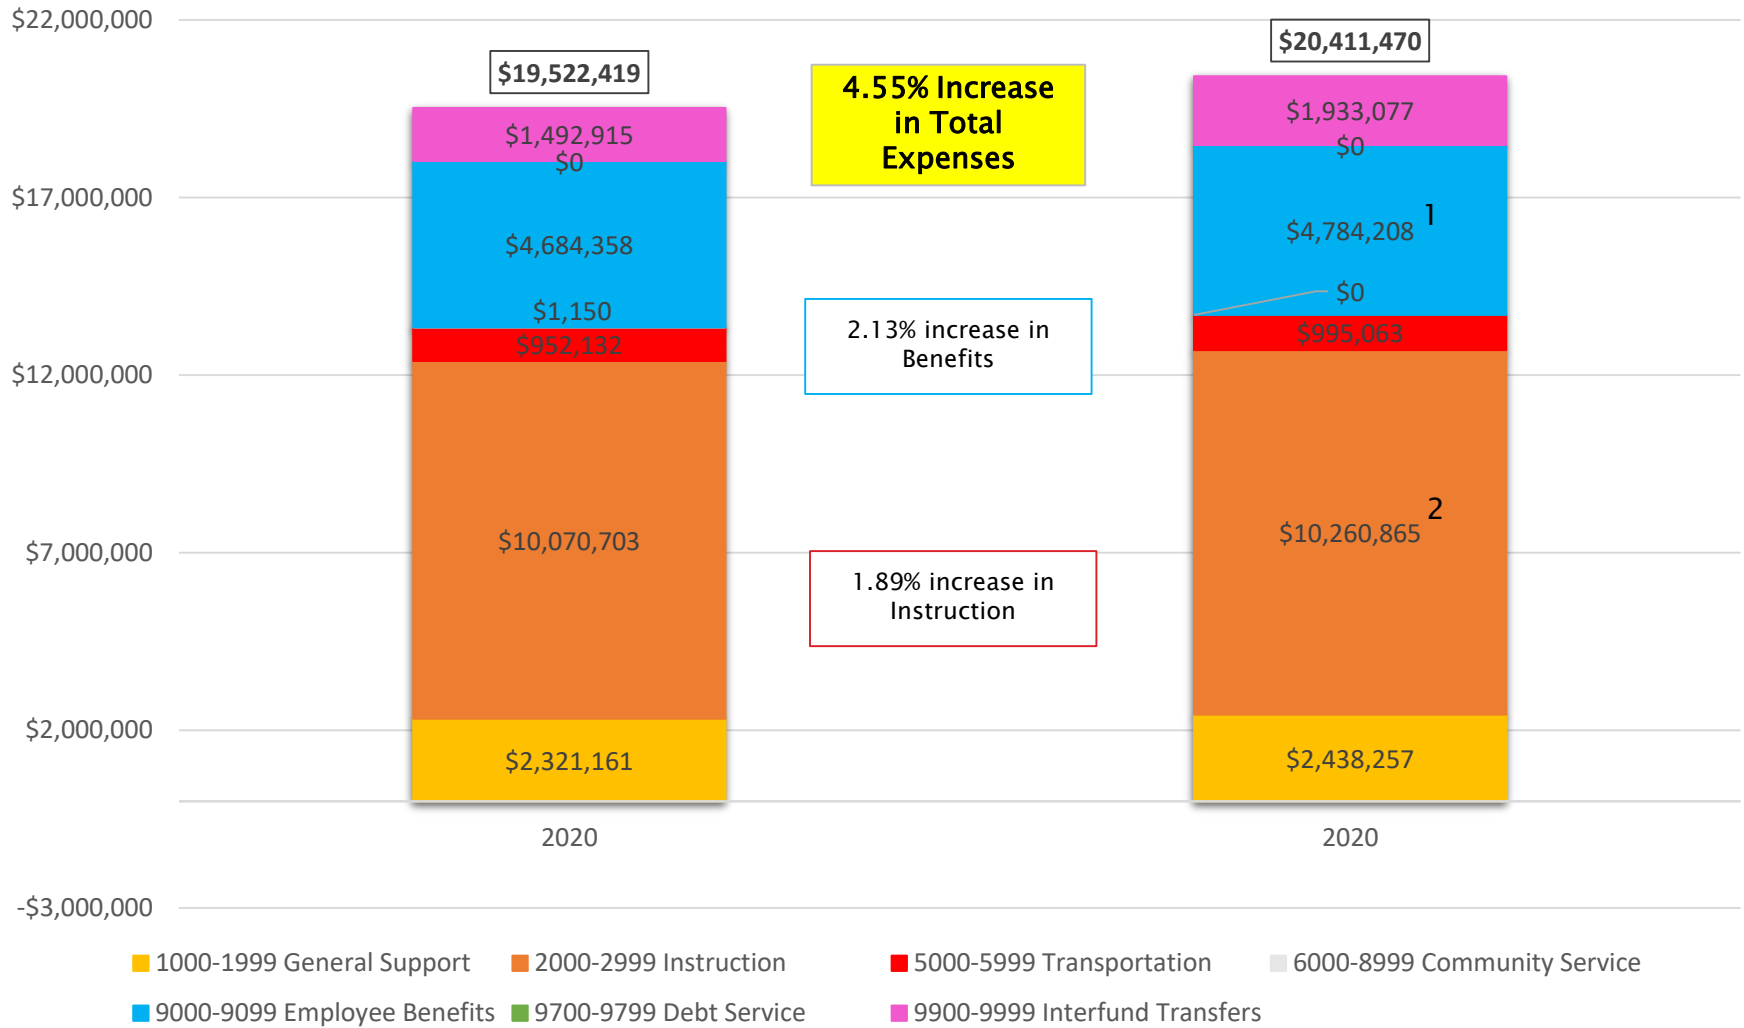 $22,000,000
$17,000,000
$12,000,000
$7,000,000
$2,000,000
-$3,000,000
$19,522,419
$1,492,915
$0
$4,684,358
$1,150
$952,132
$10,070,703
$2,321,161
2020
4.55% Increase
in Total
Expenses
2.13% increase in
Benefits
1.89% increase in
Instruction
$20,411,470
$1,933,077
$0
$4,784,208 1
$0
$995,063
$10,260,865 2
$2,438,257
2020
1000-1999 General Support
2000-2999 Instruction
5000-5999 Transportation
6000-8999 Community Service
9000-9099 Employee Benefits
9700-9799 Debt Service
9900-9999 Interfund Transfers